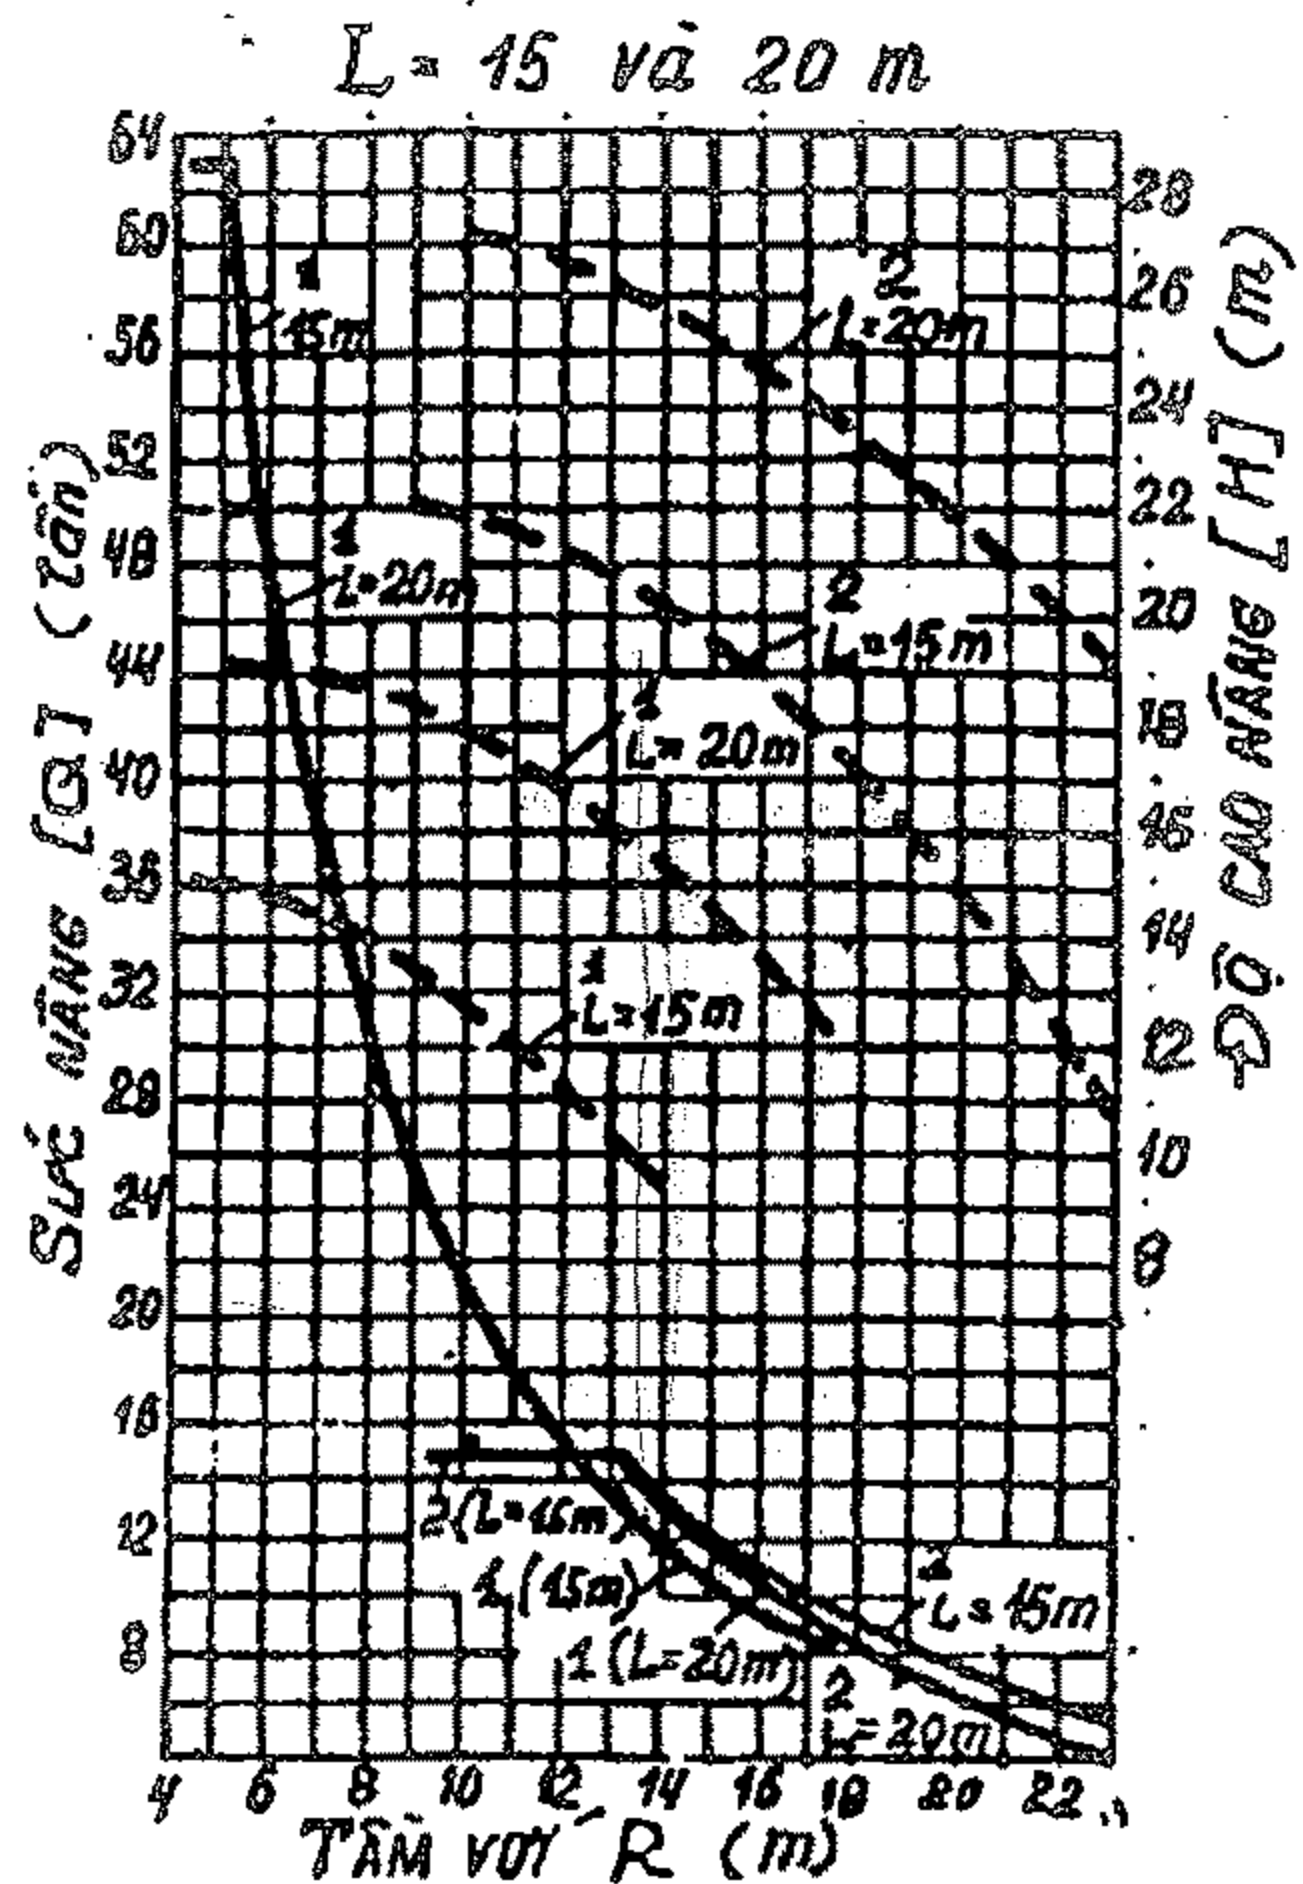 L = 15 và 20 m
64
60
56
52
48
44
40
36
32
28
24
20
16
12
8
SỨC NÂNG [Q] (tấn)
28
26
24
22
20
18
16
14
12
10
8
ĐỘ CAO NÂNG [H] (m)
1
15m
2
L=20m
1
L=20m
2
L=15m
1
L=20m
1
L=15m
2(L=15m)
1(15m)
1(L=20m)
2
L=15m
2
L=20m
4 6 8 10 12 14 16 18 20 22
TẦM VỚI R (m)